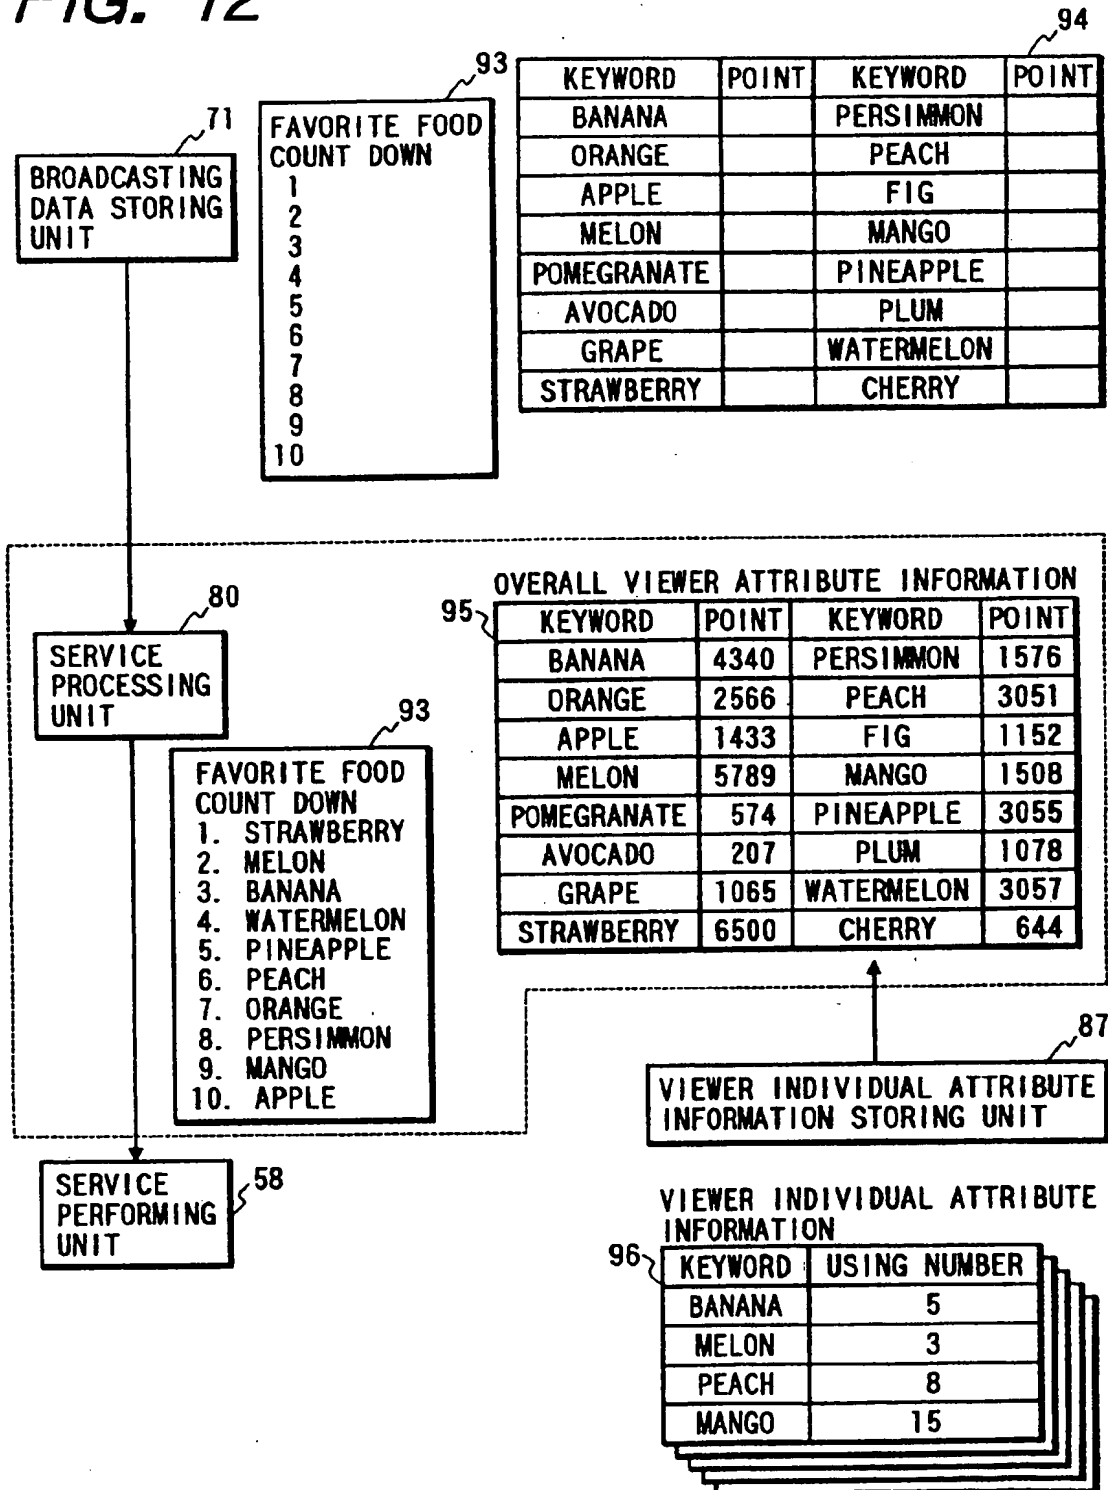 FIG. 12
94
93
KEYWORD POINT KEYWORD POINT
BANANA PERSIMMON
ORANGE PEACH
APPLE FIG
MELON MANGO
POMEGRANATE PINEAPPLE
AVOCADO PLUM
GRAPE WATERMELON
STRAWBERRY CHERRY
FAVORITE FOOD
COUNT DOWN
1
2
3
4
5
6
7
8
9
10
71
BROADCASTING
DATA STORING
UNIT
80
SERVICE
PROCESSING
UNIT
93
FAVORITE FOOD
COUNT DOWN
1. STRAWBERRY
2. MELON
3. BANANA
4. WATERMELON
5. PINEAPPLE
6. PEACH
7. ORANGE
8. PERSIMMON
9. MANGO
10. APPLE
OVERALL VIEWER ATTRIBUTE INFORMATION
95
KEYWORD POINT KEYWORD POINT
BANANA 4340 PERSIMMON 1576
ORANGE 2566 PEACH 3051
APPLE 1433 FIG 1152
MELON 5789 MANGO 1508
POMEGRANATE 574 PINEAPPLE 3055
AVOCADO 207 PLUM 1078
GRAPE 1065 WATERMELON 3057
STRAWBERRY 6500 CHERRY 644
87
VIEWER INDIVIDUAL ATTRIBUTE
INFORMATION STORING UNIT
58
SERVICE
PERFORMING
UNIT
VIEWER INDIVIDUAL ATTRIBUTE
INFORMATION
96
KEYWORD USING NUMBER
BANANA 5
MELON 3
PEACH 8
MANGO 15